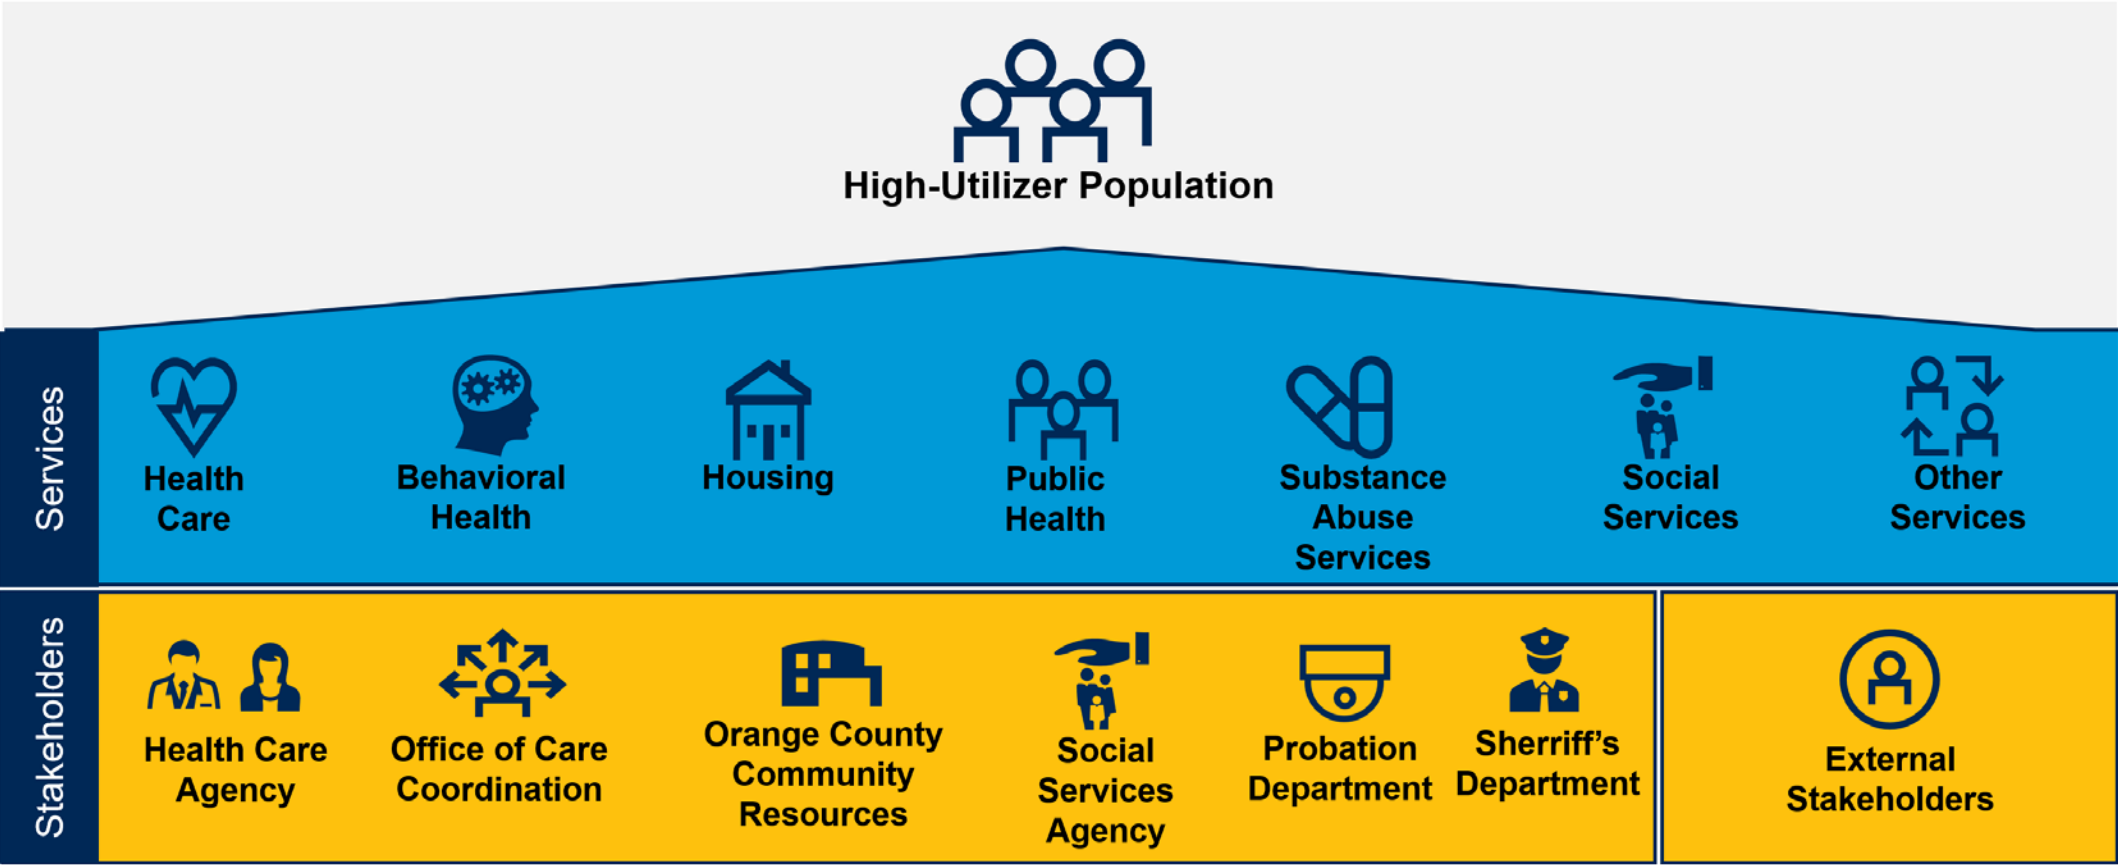 High-Utilizer Population
Services
Health
Care
Behavioral
Health
Housing
Public
Health
Substance
Abuse
Services
Social
Services
Other
Services
Stakeholders
Health Care
Agency
Office of Care
Coordination
Orange County
Community
Resources
Social
Services
Agency
Probation
Department
Sherriff’s
Department
External
Stakeholders